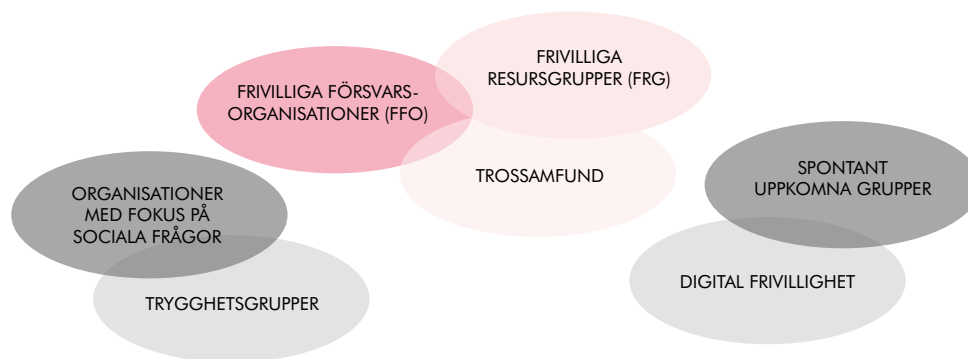 FRIVILLIGA
RESURSGRUPPER (FRG)
FRIVILLIGA FÖRSVARS-
ORGANISATIONER (FFO)
TROSSAMFUND
SPONTANT
UPPKOMNA GRUPPER
ORGANISATIONER
MED FOKUS PÅ
SOCIALA FRÅGOR
DIGITAL FRIVILLIGHET
TRYGGHETSGRUPPER